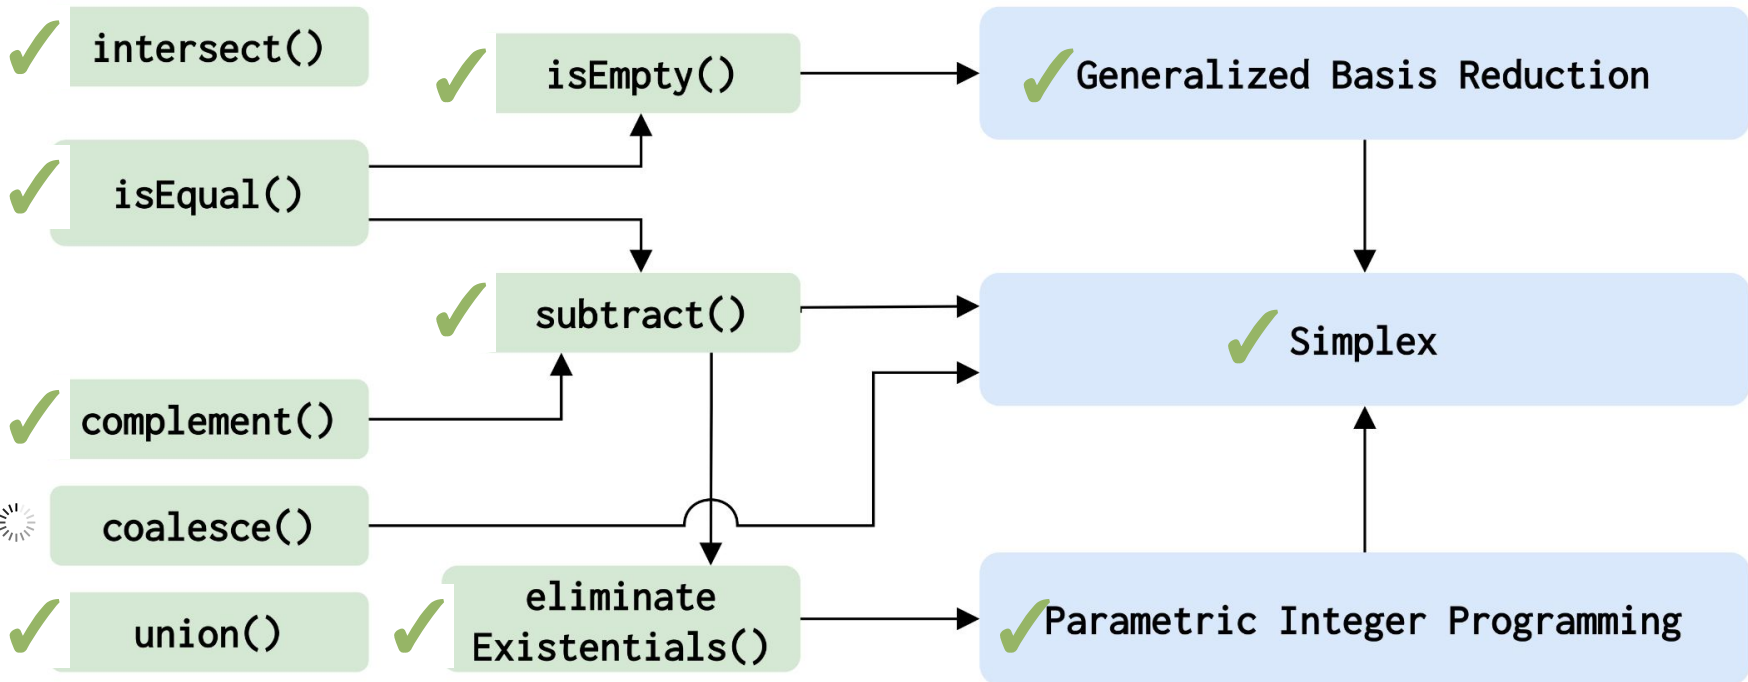 intersect()
isEmpty()
Generalized Basis Reduction
isEqual()
subtract()
Simplex
complement()
coalesce()
eliminate
Existentials()
union()
Parametric Integer Programming